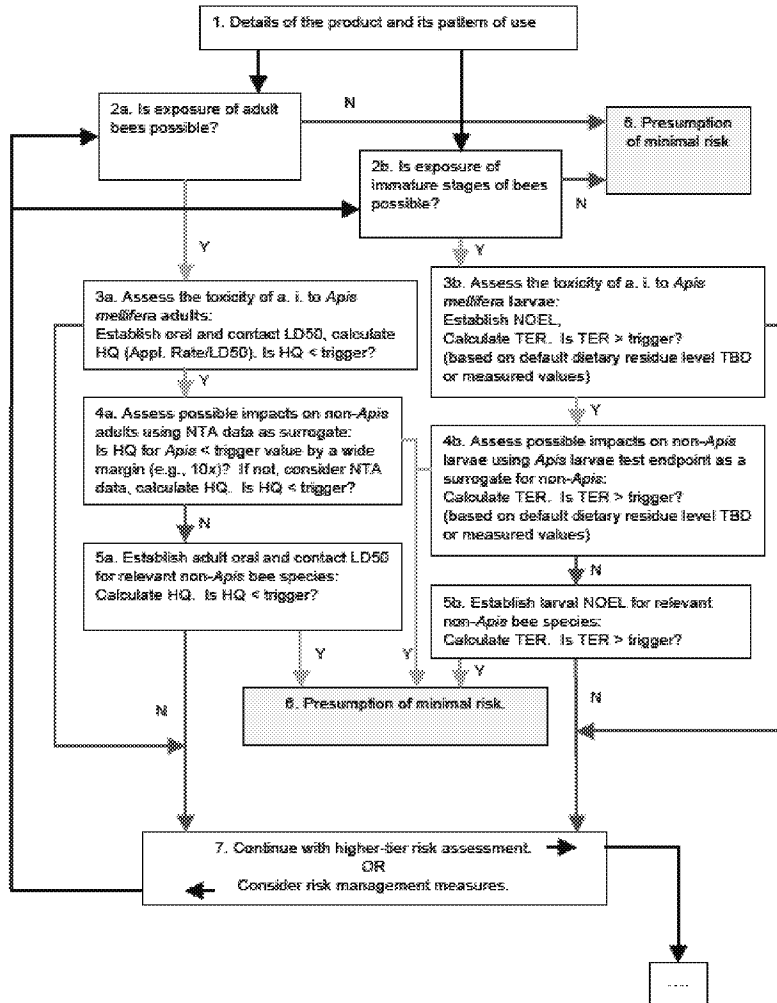 1. Details of the product and its pattern of use
2a. Is exposure of adult
bees possible?
N
6. Presumption
of minimal risk
2b. Is exposure of
immature stages of bees
possible?
N
Y
Y
3a. Assess the toxicity of a. i. to Apis
mellifera adults:
Establish oral and contact LD50, calculate
HQ (Appl. Rate/LD50). Is HQ < trigger?
3b. Assess the toxicity of a. i. to Apis
mellifera larvae:
Establish NOEL,
Calculate TER. Is TER > trigger?
(based on default dietary residue level TBD
or measured values)
Y
Y
4a. Assess possible impacts on non-Apis
adults using NTA data as surrogate:
Is HQ for Apis < trigger value by a wide
margin (e.g., 10x)? If not, consider NTA
data, calculate HQ. Is HQ < trigger?
4b. Assess possible impacts on non-Apis
larvae using Apis larvae test endpoint as a
surrogate for non-Apis:
Calculate TER. Is TER > trigger?
(based on default dietary residue level TBD
or measured values)
N
N
5a. Establish adult oral and contact LD50
for relevant non-Apis bee species:
Calculate HQ. Is HQ < trigger?
5b. Establish larval NOEL for relevant
non-Apis bee species:
Calculate TER. Is TER > trigger?
Y
Y
Y
N
6. Presumption of minimal risk.
N
7. Continue with higher-tier risk assessment.
OR
Consider risk management measures.
....